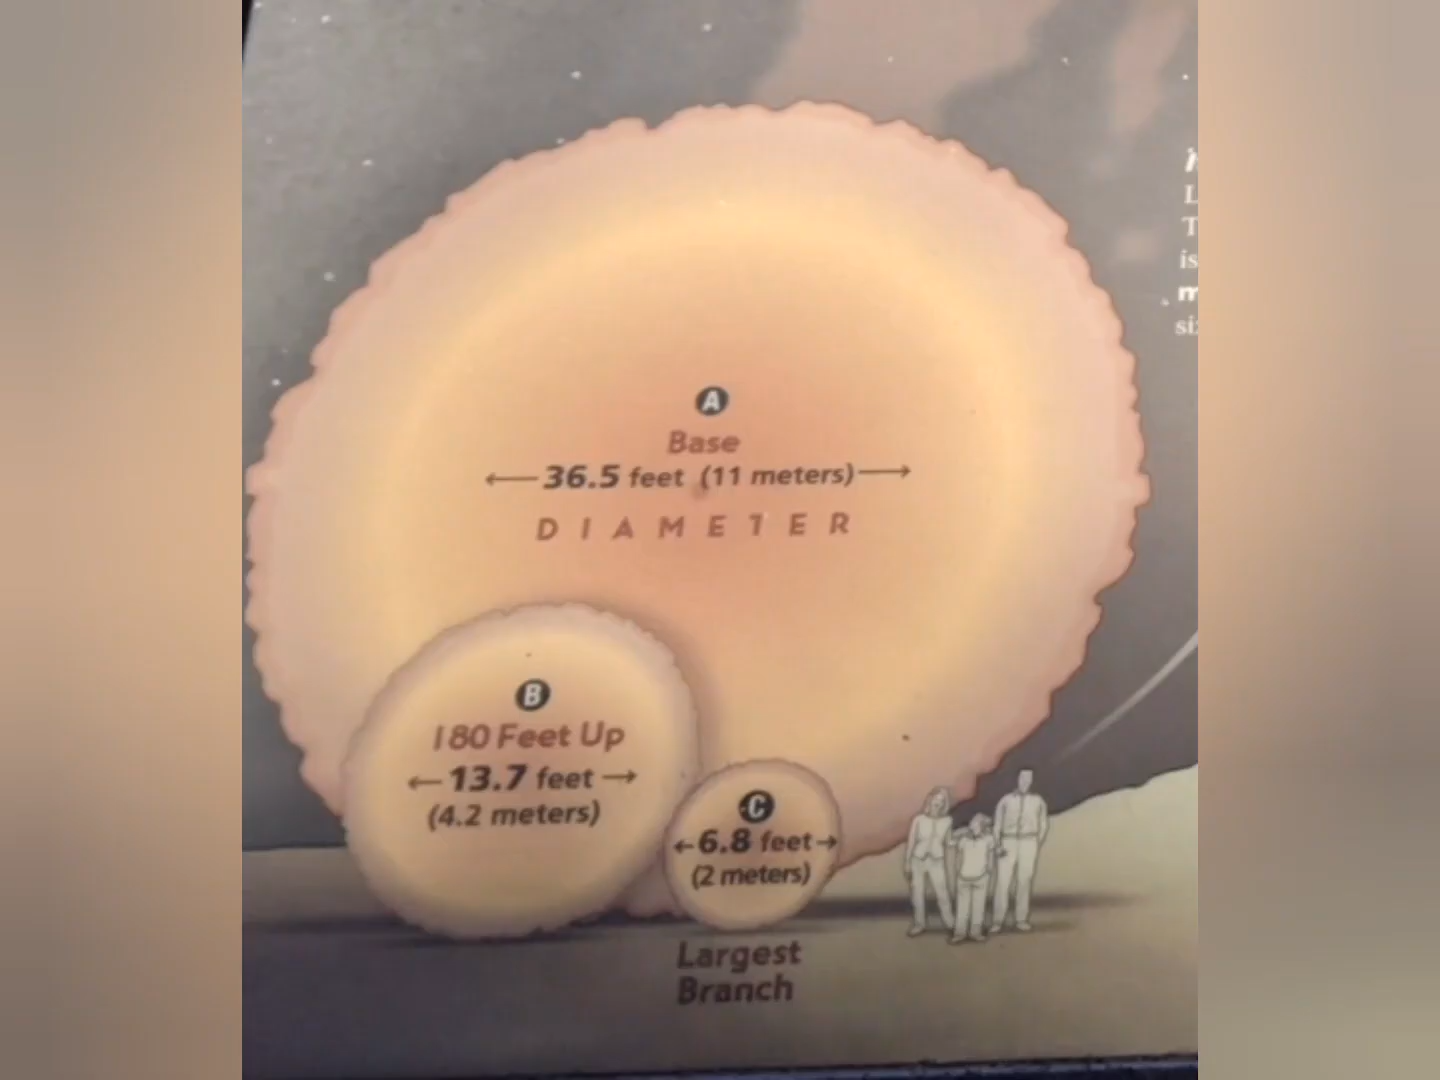 A
Base
36.5 feet (11 meters)
DIAMETER
B
180 Feet Up
13.7 feet
(4.2 meters)
C
6.8 feet
(2 meters)
Largest
Branch
L
T
is
m